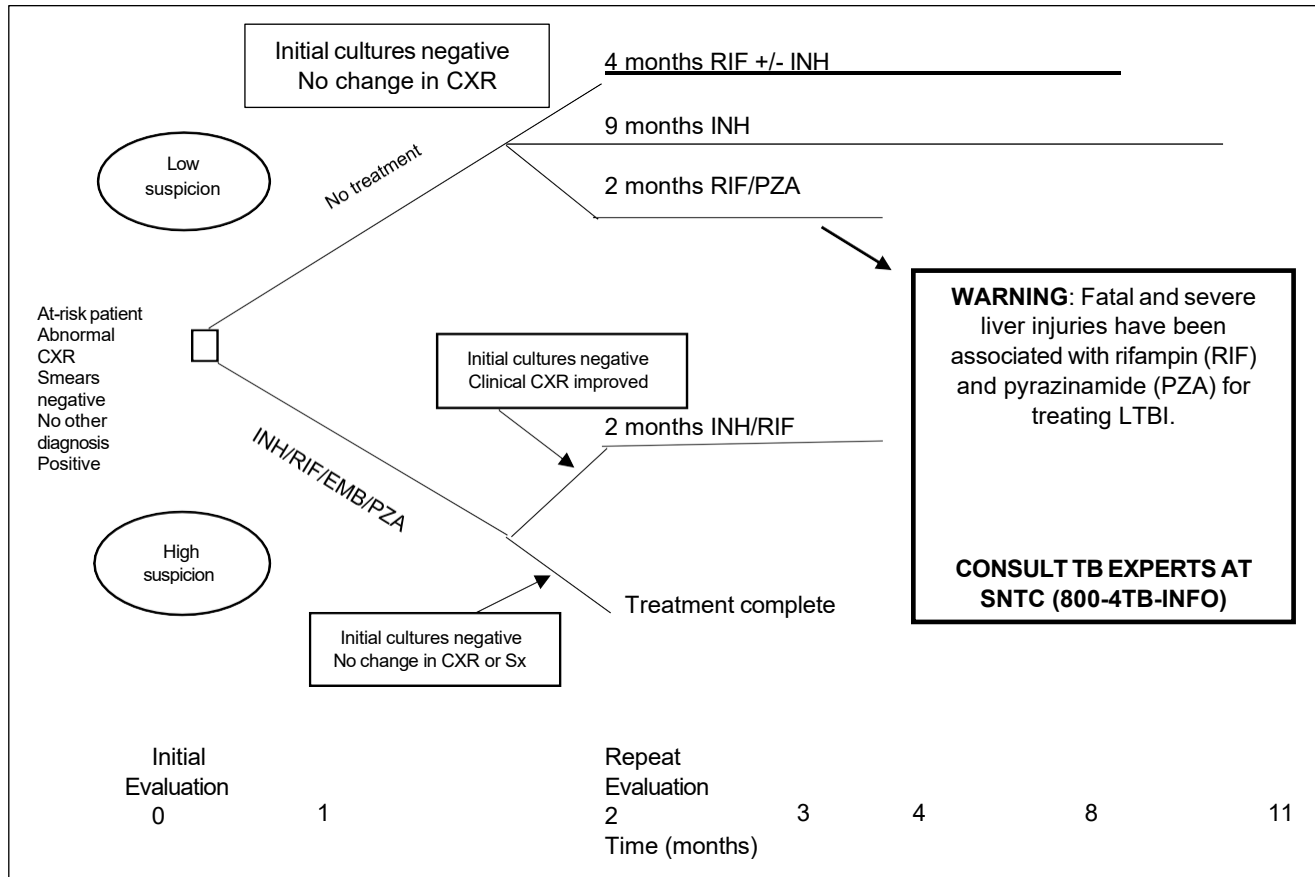 Initial cultures negative
No change in CXR
4 months RIF +/- INH
9 months INH
2 months RIF/PZA
Low
suspicion
No treatment
At-risk patient
Abnormal
CXR
Smears
negative
No other
diagnosis
Positive
INH/RIF/EMB/PZA
High
suspicion
Initial cultures negative
Clinical CXR improved
2 months INH/RIF
Initial cultures negative
No change in CXR or Sx
Treatment complete
WARNING: Fatal and severe
liver injuries have been
associated with rifampin (RIF)
and pyrazinamide (PZA) for
treating LTBI.
CONSULT TB EXPERTS AT
SNTC (800-4TB-INFO)
Initial
Evaluation
0
1
Repeat
Evaluation
2
3
4
8
11
Time (months)